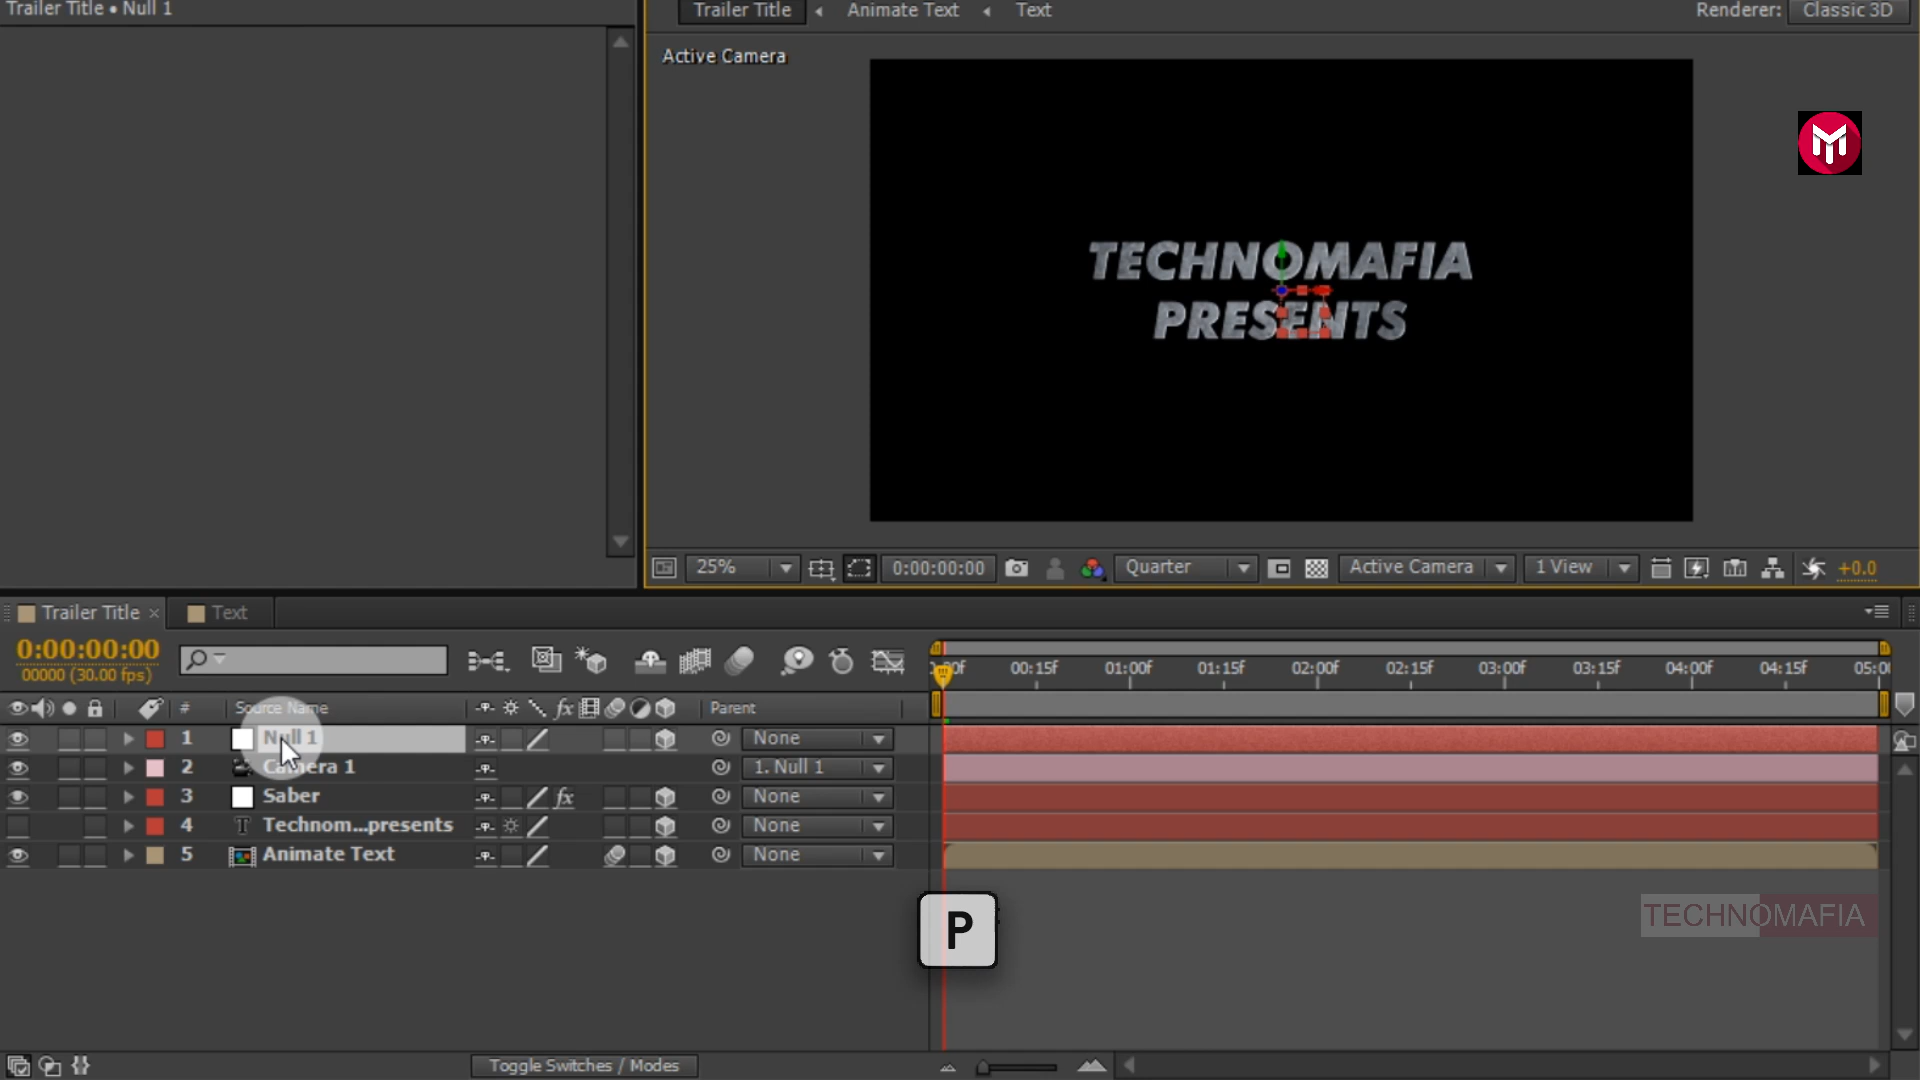 Trailer Title • Null 1
Trailer Title Animate Text Text
Renderer: Classic 3D
Active Camera
TECHNOMAFIA
PRESENTS
25% 0:00:00:00 Quarter Active Camera 1 View +0.0
Trailer Title × Text
0:00:00:00
00000 (30.00 fps)
00:15f 01:00f 01:15f 02:00f 02:15f 03:00f 03:15f 04:00f 04:15f
# Source Name fx Parent
1 Null 1 None
2 Camera 1 1. Null 1
3 Saber fx None
4 Technom...presents None
5 Animate Text None
P
TECHNOMAFIA
Toggle Switches / Modes